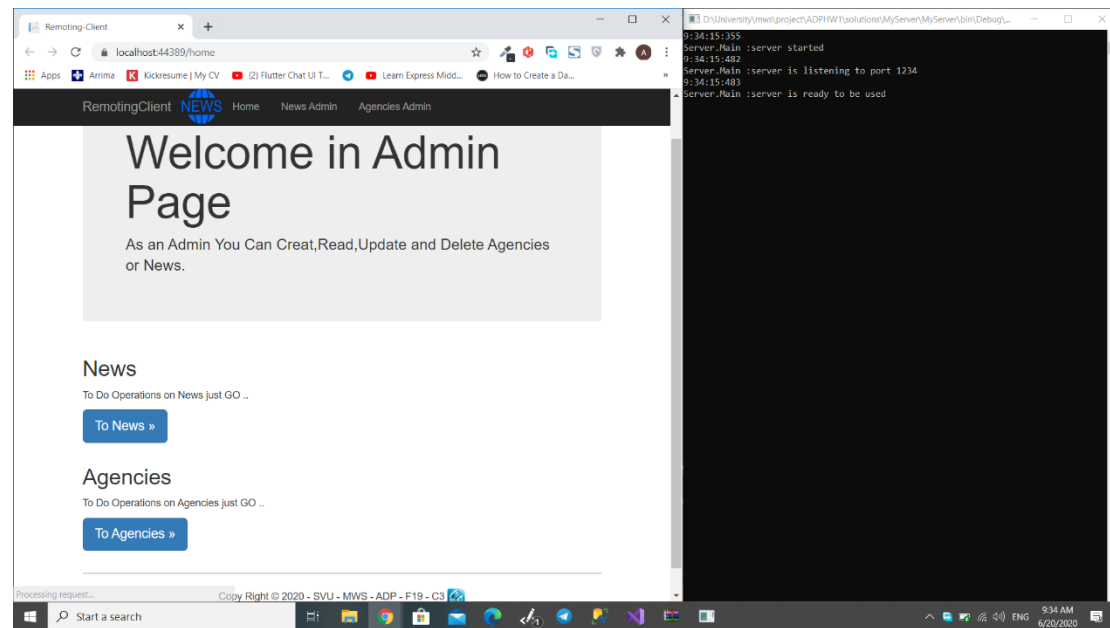 Remoting-Client
localhost:44389/home
Apps Arrima Kickresume | My CV (2) Flutter Chat UI T... Learn Express Midd... How to Create a Da... »
RemotingClient NEWS Home News Admin Agencies Admin
Welcome in Admin
Page
As an Admin You Can Creat,Read,Update and Delete Agencies
or News.
News
To Do Operations on News just GO ..
To News »
Agencies
To Do Operations on Agencies just GO ..
To Agencies »
Processing request...
Copy Right © 2020 - SVU - MWS - ADP - F19 - C3
D:\University\mws\project\ADPHW1\solutions\MyServer\MyServer\bin\Debug\...
9:34:15:355
Server.Main :server started
9:34:15:482
Server.Main :server is listening to port 1234
9:34:15:483
Server.Main :server is ready to be used
Start a search
ENG
9:34 AM
6/20/2020